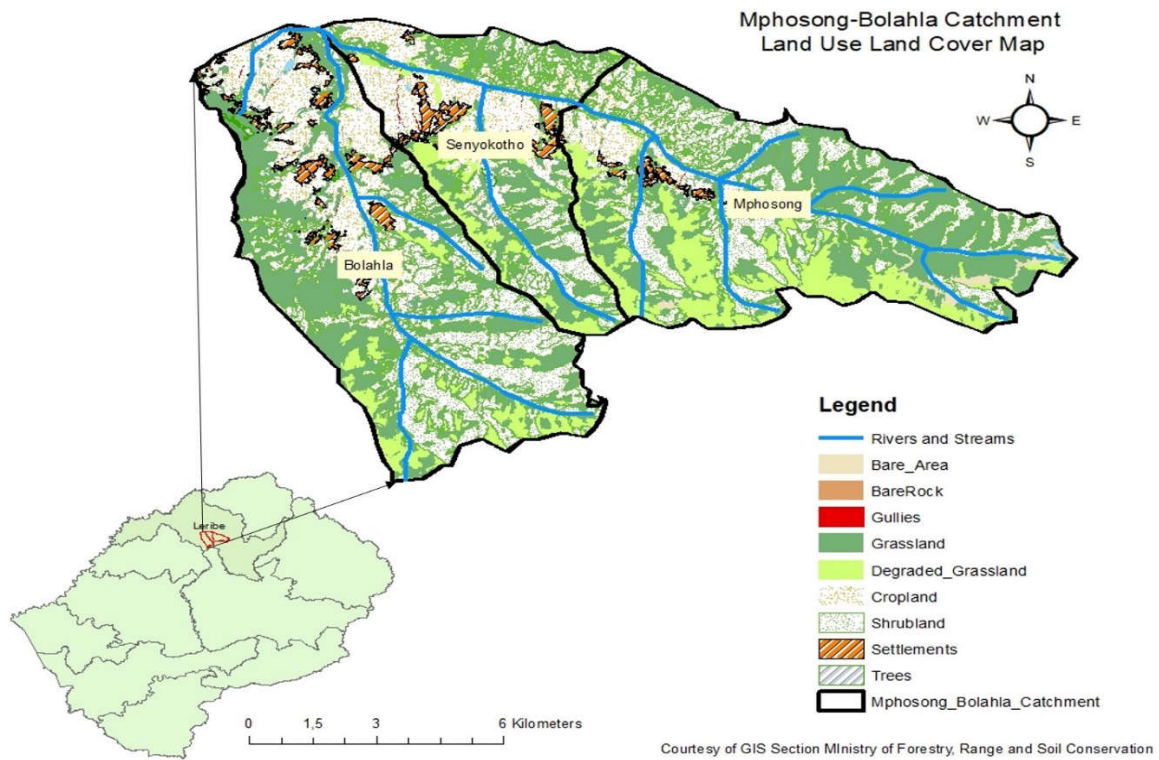 Mphosong-Bolahla Catchment
Land Use Land Cover Map
N
W E
S
Senyokotho
Mphosong
Bolahla
Leribe
Legend
Rivers and Streams
Bare_Area
BareRock
Gullies
Grassland
Degraded_Grassland
Cropland
Shrubland
Settlements
Trees
Mphosong_Bolahla_Catchment
0 1,5 3 6 Kilometers
Courtesy of GIS Section MInistry of Forestry, Range and Soil Conservation